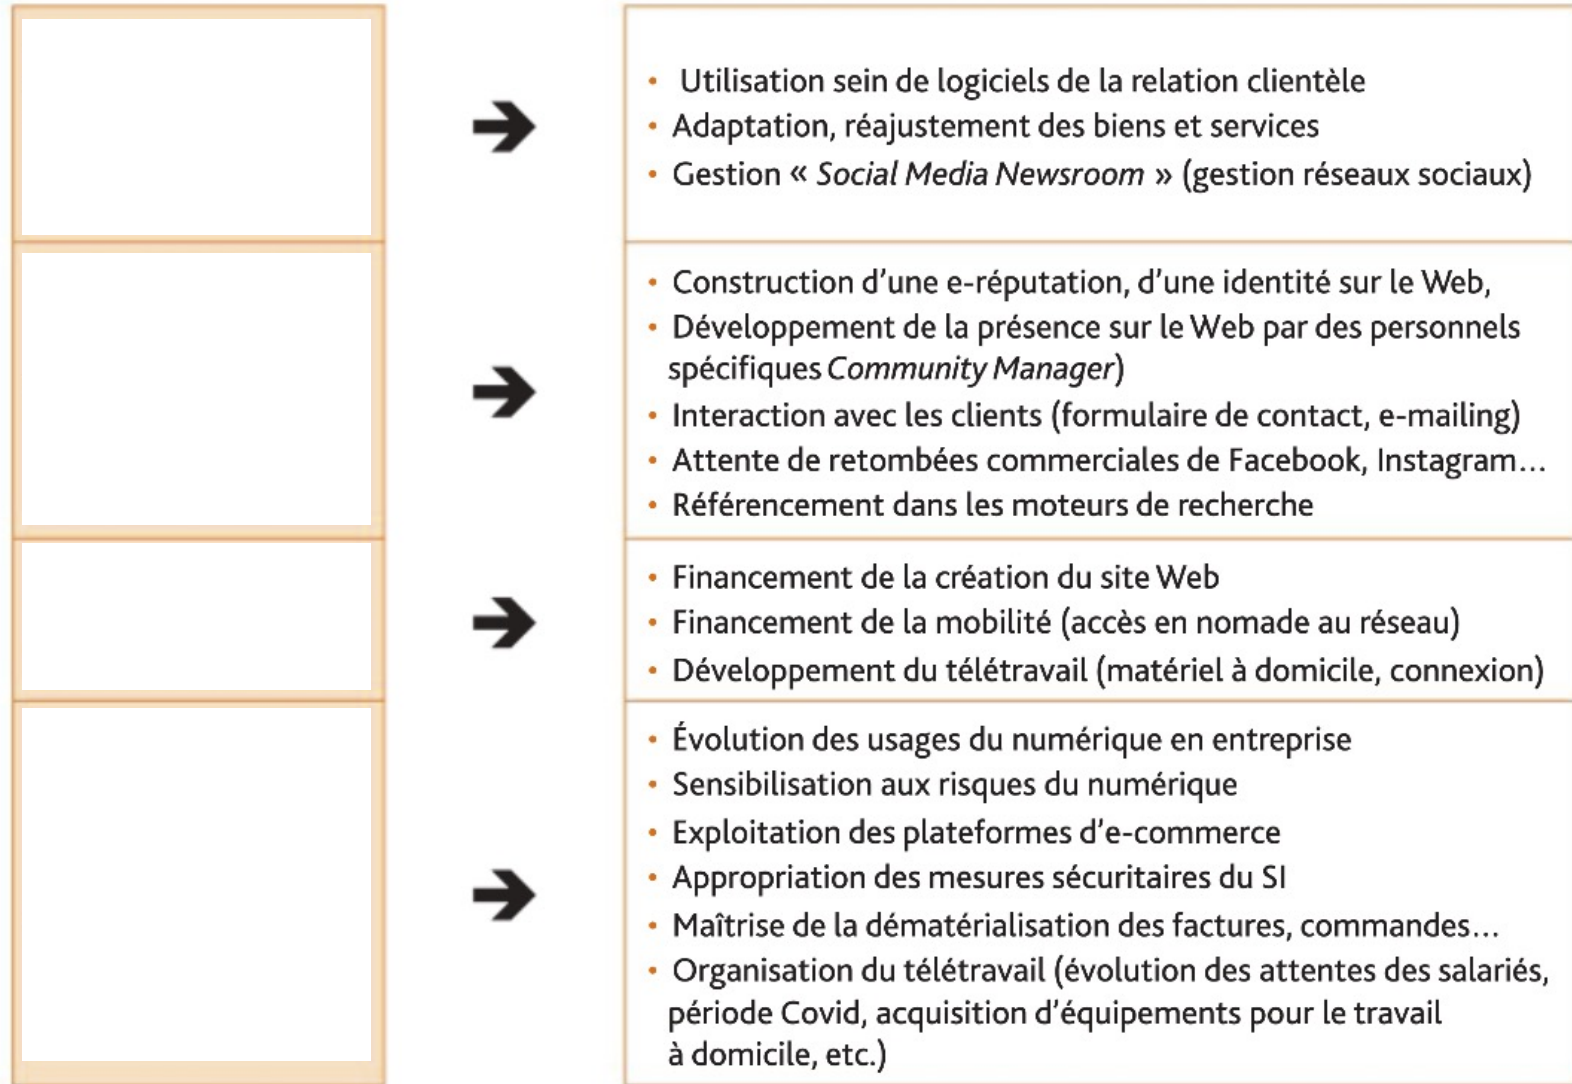 • Utilisation sein de logiciels de la relation clientèle
• Adaptation, réajustement des biens et services
• Gestion « Social Media Newsroom » (gestion réseaux sociaux)
• Construction d'une e-réputation, d'une identité sur le Web,
• Développement de la présence sur le Web par des personnels
spécifiques Community Manager)
• Interaction avec les clients (formulaire de contact, e-mailing)
• Attente de retombées commerciales de Facebook, Instagram…
• Référencement dans les moteurs de recherche
• Financement de la création du site Web
• Financement de la mobilité (accès en nomade au réseau)
• Développement du télétravail (matériel à domicile, connexion)
• Évolution des usages du numérique en entreprise
• Sensibilisation aux risques du numérique
• Exploitation des plateformes d'e-commerce
• Appropriation des mesures sécuritaires du SI
• Maîtrise de la dématérialisation des factures, commandes…
• Organisation du télétravail (évolution des attentes des salariés,
période Covid, acquisition d'équipements pour le travail
à domicile, etc.)